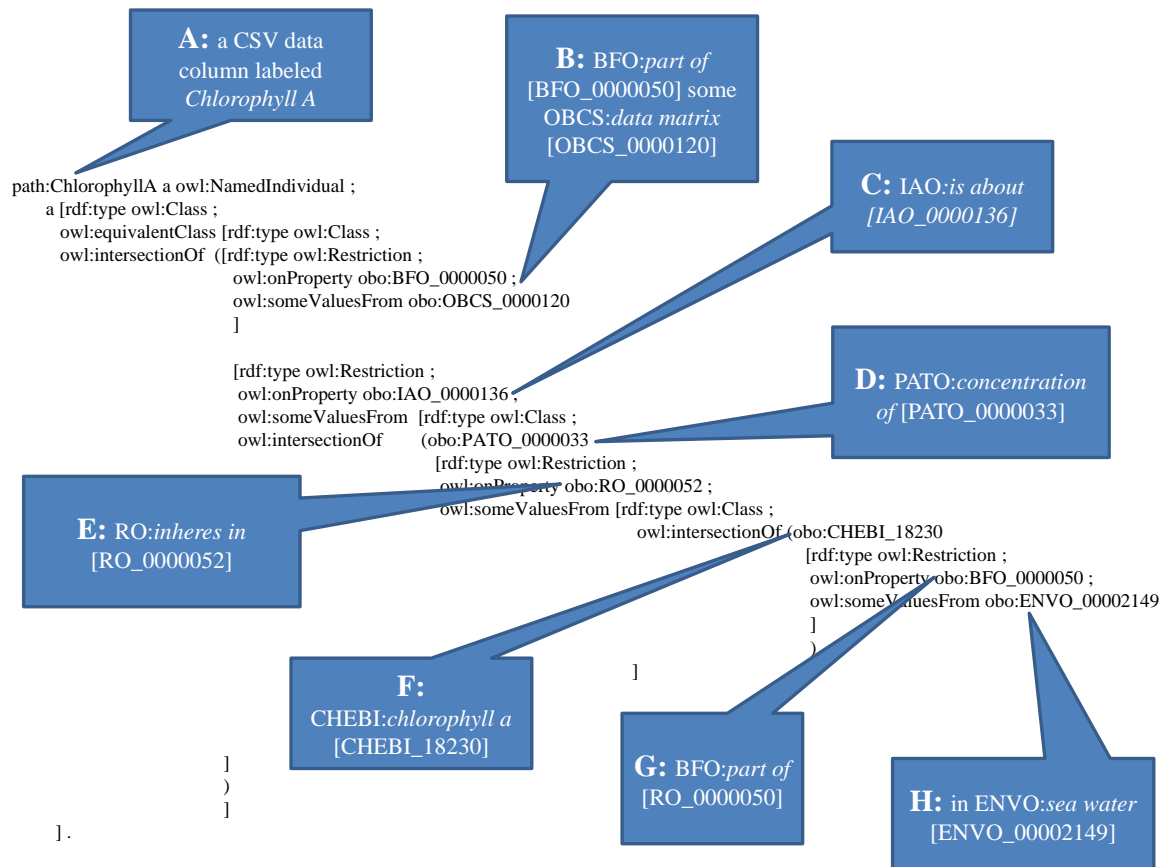 A: a CSV data
column labeled
Chlorophyll A
B: BFO:part of
[BFO_0000050] some
OBCS:data matrix
[OBCS_0000120]
C: IAO:is about
[IAO_0000136]
path:ChlorophyllA a owl:NamedIndividual ;
a [rdf:type owl:Class ;
owl:equivalentClass [rdf:type owl:Class ;
owl:intersectionOf ([rdf:type owl:Restriction ;
owl:onProperty obo:BFO_0000050 ;
owl:someValuesFrom obo:OBCS_0000120
]
[rdf:type owl:Restriction ;
owl:onProperty obo:IAO_0000136 ;
owl:someValuesFrom [rdf:type owl:Class ;
owl:intersectionOf (obo:PATO_0000033
D: PATO:concentration
of [PATO_0000033]
[rdf:type owl:Restriction ;
owl:onProperty obo:RO_0000052 ;
owl:someValuesFrom [rdf:type owl:Class ;
owl:intersectionOf (obo:CHEBI_18230
E: RO:inheres in
[RO_0000052]
[rdf:type owl:Restriction ;
owl:onProperty obo:BFO_0000050 ;
owl:someValuesFrom obo:ENVO_00002149
]
)
]
F:
CHEBI:chlorophyll a
[CHEBI_18230]
G: BFO:part of
[RO_0000050]
H: in ENVO:sea water
[ENVO_00002149]
]
)
]
] .